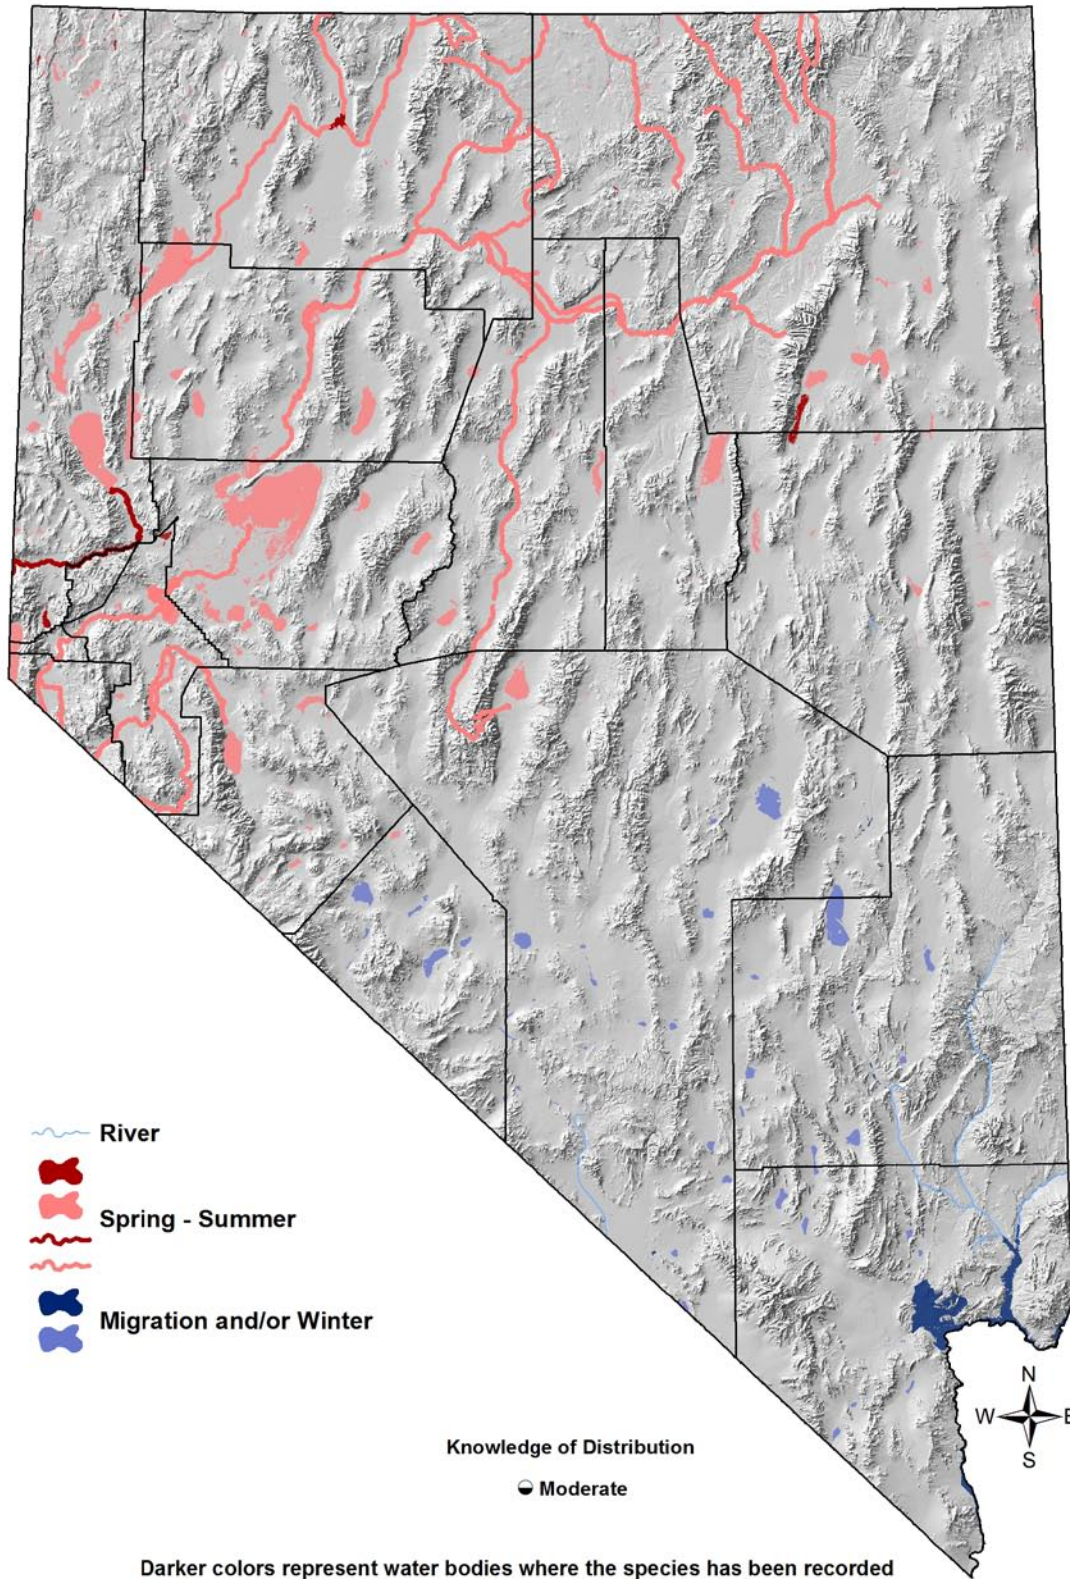 River
Spring - Summer
Migration and/or Winter
N
W E
S
Knowledge of Distribution
Moderate
Darker colors represent water bodies where the species has been recorded